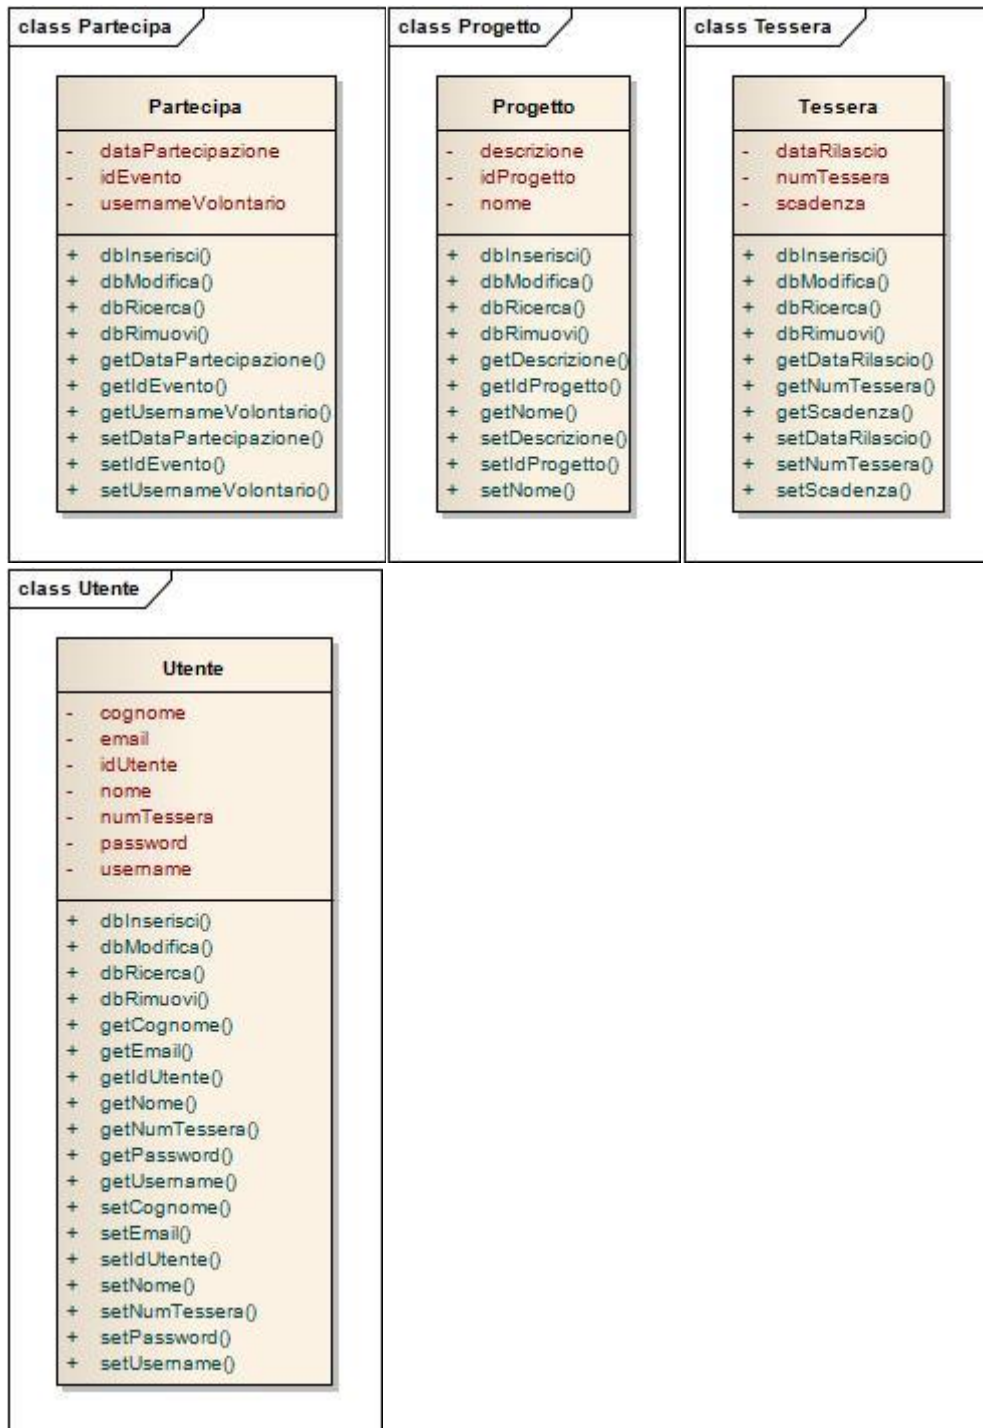 class Partecipa
Partecipa
- dataPartecipazione
- idEvento
- usernameVolontario
+ dbInserisci()
+ dbModifica()
+ dbRicerca()
+ dbRimuovi()
+ getDataPartecipazione()
+ getIdEvento()
+ getUsernameVolontario()
+ setDataPartecipazione()
+ setIdEvento()
+ setUsernameVolontario()
class Progetto
Progetto
- descrizione
- idProgetto
- nome
+ dbInserisci()
+ dbModifica()
+ dbRicerca()
+ dbRimuovi()
+ getDescrizione()
+ getIdProgetto()
+ getNome()
+ setDescrizione()
+ setIdProgetto()
+ setNome()
class Tessera
Tessera
- dataRilascio
- numTessera
- scadenza
+ dbInserisci()
+ dbModifica()
+ dbRicerca()
+ dbRimuovi()
+ getDataRilascio()
+ getNumTessera()
+ getScadenza()
+ setDataRilascio()
+ setNumTessera()
+ setScadenza()
class Utente
Utente
- cognome
- email
- idUtente
- nome
- numTessera
- password
- username
+ dbInserisci()
+ dbModifica()
+ dbRicerca()
+ dbRimuovi()
+ getCognome()
+ getEmail()
+ getIdUtente()
+ getNome()
+ getNumTessera()
+ getPassword()
+ getUsername()
+ setCognome()
+ setEmail()
+ setIdUtente()
+ setNome()
+ setNumTessera()
+ setPassword()
+ setUsername()